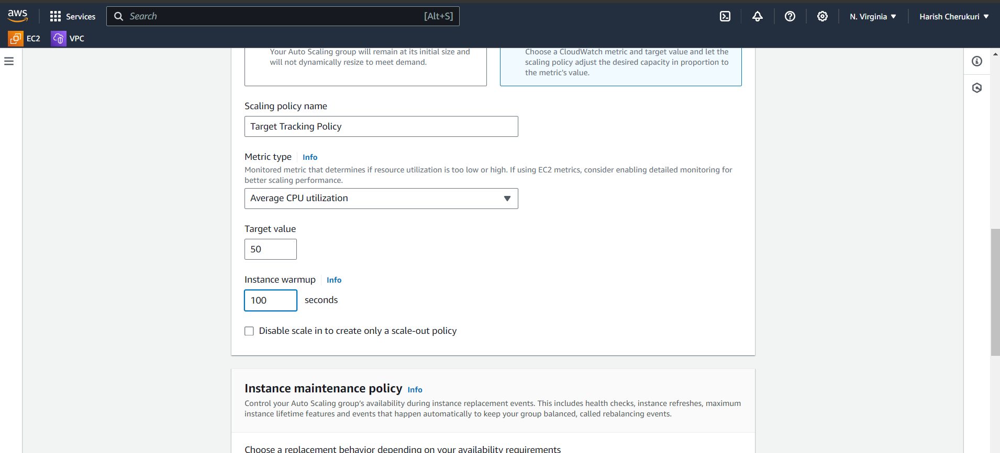 aws
Services
Search
[Alt+S]
N. Virginia
Harish Cherukuri
EC2
VPC
Your Auto Scaling group will remain at its initial size and
will not dynamically resize to meet demand.
Choose a CloudWatch metric and target value and let the
scaling policy adjust the desired capacity in proportion to
the metric's value.
Scaling policy name
Target Tracking Policy
Metric type
Info
Monitored metric that determines if resource utilization is too low or high. If using EC2 metrics, consider enabling detailed monitoring for
better scaling performance.
Average CPU utilization
Target value
50
Instance warmup
Info
100
seconds
Disable scale in to create only a scale-out policy
Instance maintenance policy
Info
Control your Auto Scaling group’s availability during instance replacement events. This includes health checks, instance refreshes, maximum
instance lifetime features and events that happen automatically to keep your group balanced, called rebalancing events.
Choose a replacement behavior depending on your availability requirements